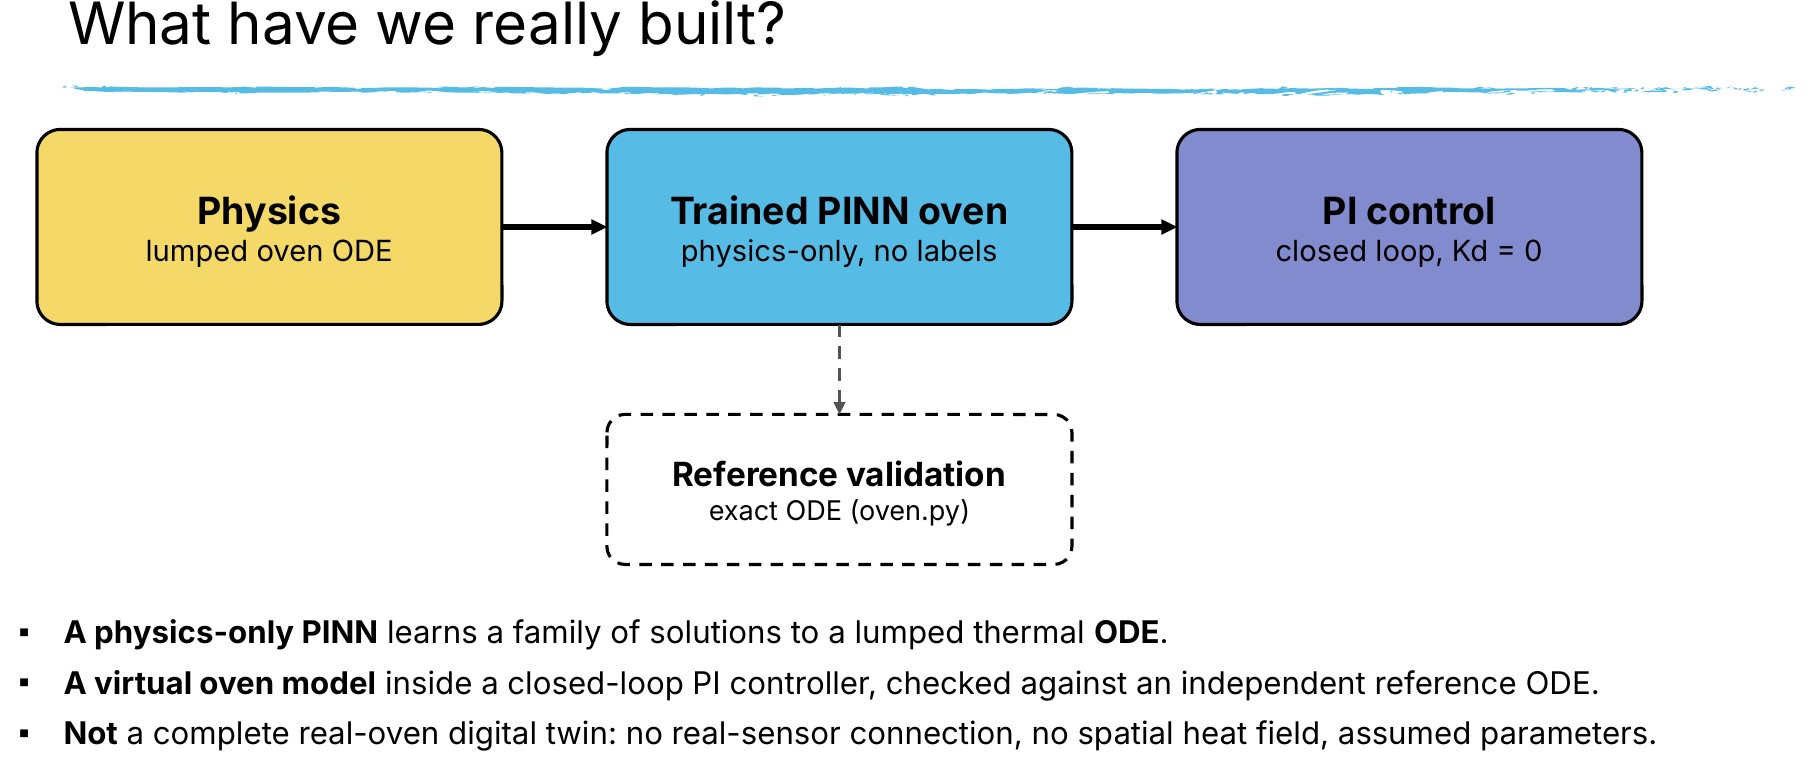 What have we really built?
Physics
lumped oven ODE
Trained PINN oven
physics-only, no labels
PI control
closed loop, Kd = 0
Reference validation
exact ODE (oven.py)
▪ A physics-only PINN learns a family of solutions to a lumped thermal ODE.
▪ A virtual oven model inside a closed-loop PI controller, checked against an independent reference ODE.
▪ Not a complete real-oven digital twin: no real-sensor connection, no spatial heat field, assumed parameters.